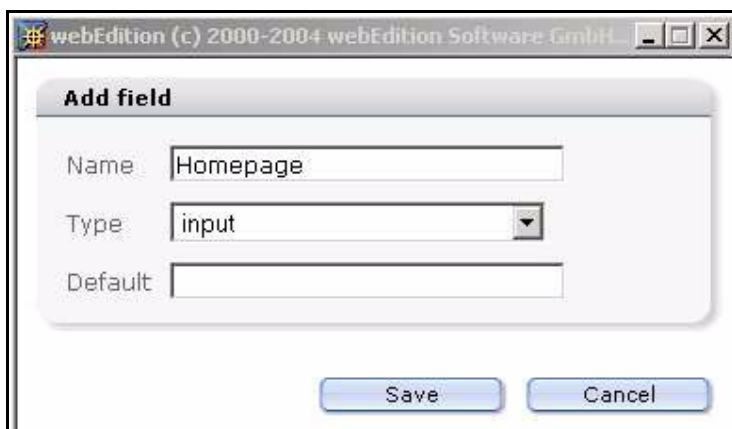 webEdition (c) 2000-2004 webEdition Software GmbH...
Add field
Name Homepage
Type input
Default
Save Cancel